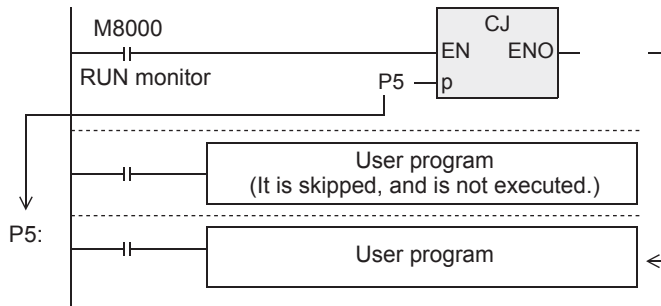 M8000
CJ
EN ENO
RUN monitor
P5 p
User program
(It is skipped, and is not executed.)
P5:
User program